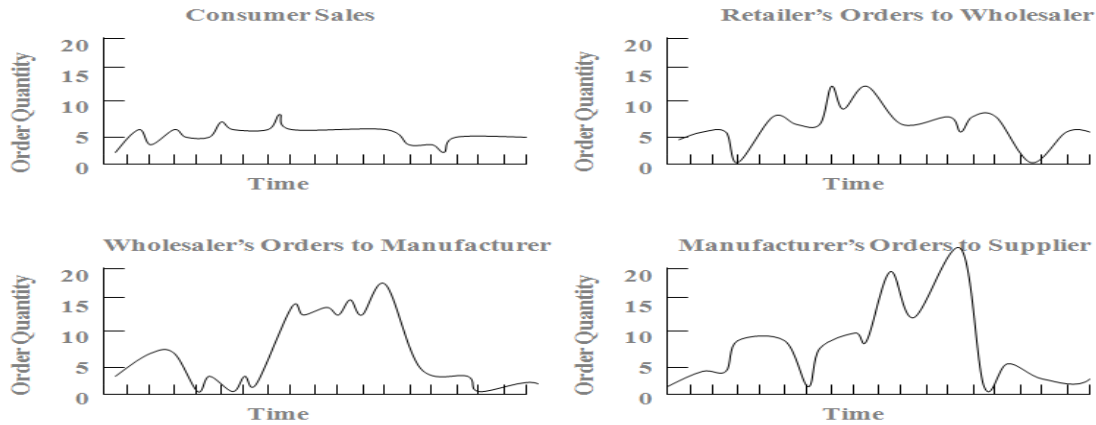 Consumer Sales
Order Quantity
20
15
10
5
0
Time
Retailer's Orders to Wholesaler
Order Quantity
20
15
10
5
0
Time
Wholesaler's Orders to Manufacturer
Order Quantity
20
15
10
5
0
Time
Manufacturer's Orders to Supplier
Order Quantity
20
15
10
5
0
Time